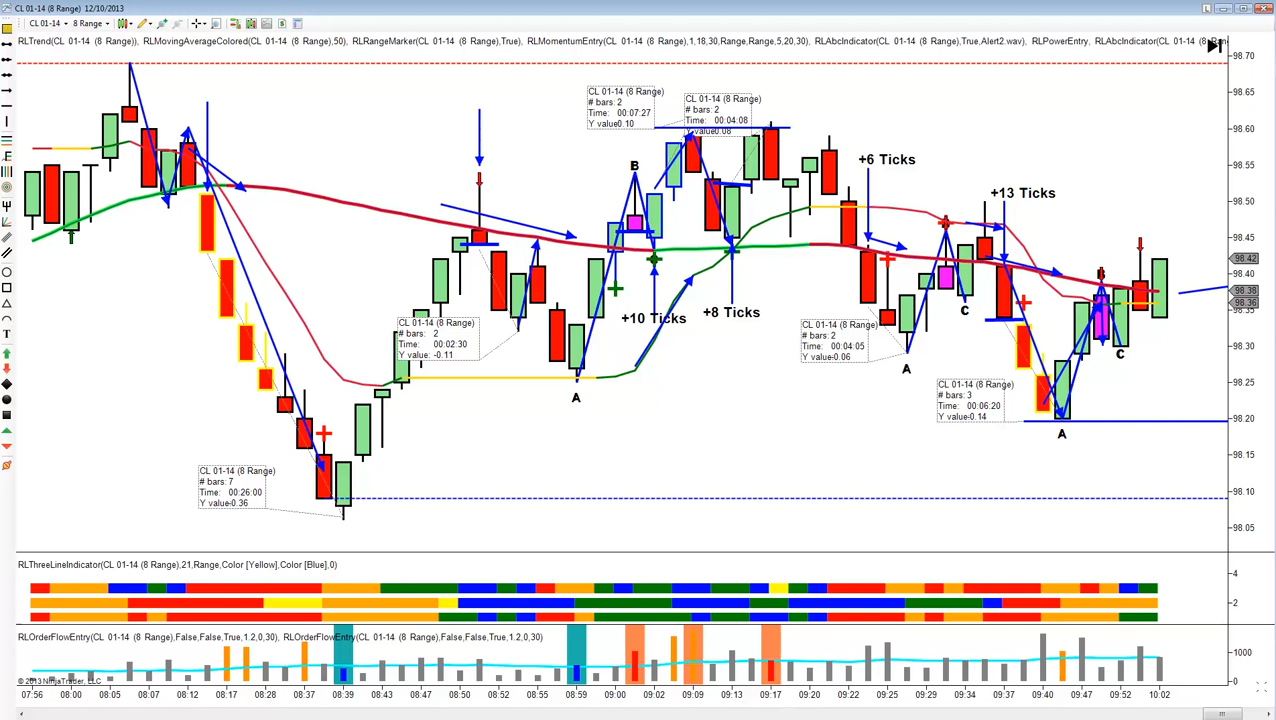 CL 01-14 (8 Range) 12/10/2013
CL 01-14 8 Range
RLTrend(CL 01-14 (8 Range)), RLMovingAverageColored(CL 01-14 (8 Range),50), RLRangeMarker(CL 01-14 (8 Range),True), RLMomentumEntry(CL 01-14 (8 Range),1,18,30,Range,Range,5,20,30), RLAbcIndicator(CL 01-14 (8 Range),True,Alert2.wav), RLPowerEntry, RLAbcIndicator(CL 01-14 (8
CL 01-14 (8 Range)
# bars: 2
Time: 00:07:27
Y value0.10
CL 01-14 (8 Range)
# bars: 2
Time: 00:04:08
Y value0.08
B
+6 Ticks
+13 Ticks
+10 Ticks
+8 Ticks
B
CL 01-14 (8 Range)
# bars: 2
Time: 00:02:30
Y value: -0.11
CL 01-14 (8 Range)
# bars: 2
Time: 00:04:05
Y value-0.06
C
A
C
CL 01-14 (8 Range)
# bars: 3
Time: 00:06:20
Y value-0.14
A
A
CL 01-14 (8 Range)
# bars: 7
Time: 00:26:00
Y value-0.36
98.70
98.65
98.60
98.55
98.50
98.45
98.42
98.40
98.38
98.36
98.30
98.25
98.20
98.15
98.10
98.05
RLThreeLineIndicator(CL 01-14 (8 Range),21,Range,Color [Yellow],Color [Blue],0)
4
2
RLOrderFlowEntry(CL 01-14 (8 Range),False,False,True,1.2,0,30), RLOrderFlowEntry(CL 01-14 (8 Range),False,False,True,1.2,0,30)
1000
0
© 2013 NinjaTrader, LLC
07:56 08:00 08:05 08:07 08:12 08:17 08:28 08:33 08:38 08:43 08:47 08:51 08:53 08:56 08:59 09:00 09:02 09:09 09:13 09:17 09:20 09:22 09:25 09:29 09:34 09:37 09:40 09:47 09:52 10:02